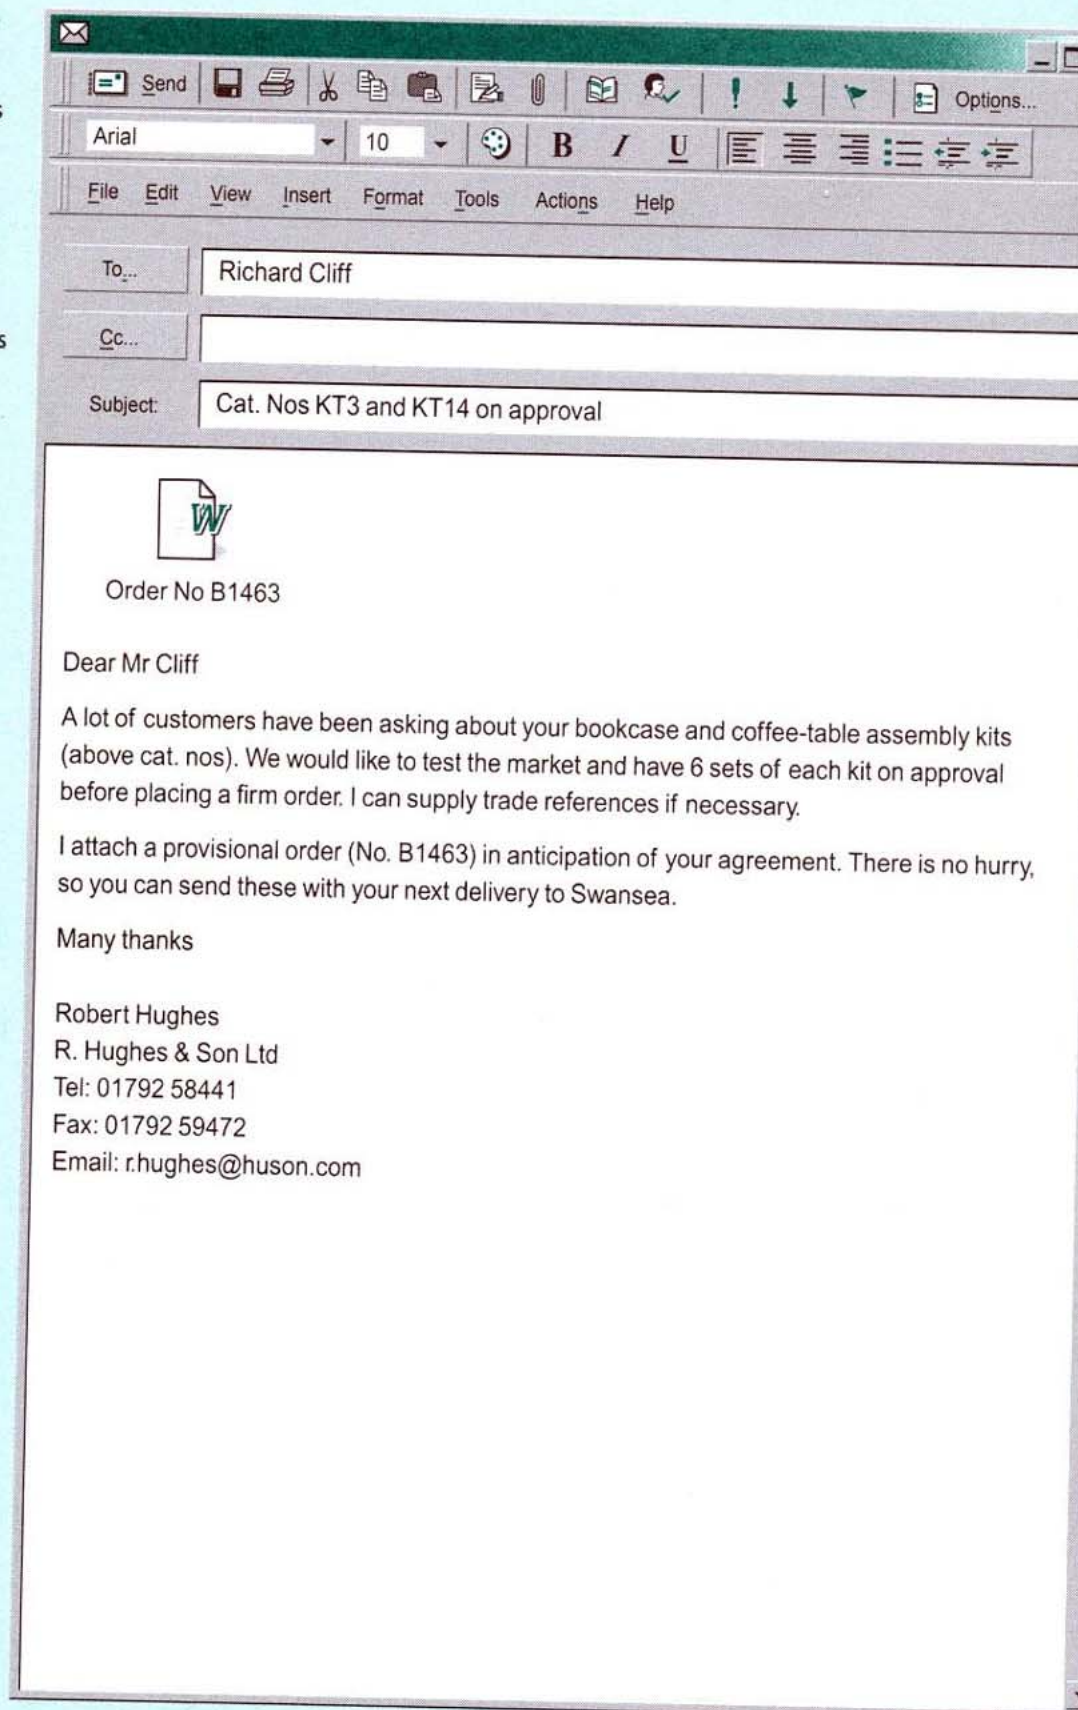 s
s
Send
Options...
Arial
10
B I U
File Edit View Insert Format Tools Actions Help
To...
Richard Cliff
Cc...
Subject:
Cat. Nos KT3 and KT14 on approval
W
Order No B1463
Dear Mr Cliff
A lot of customers have been asking about your bookcase and coffee-table assembly kits
(above cat. nos). We would like to test the market and have 6 sets of each kit on approval
before placing a firm order. I can supply trade references if necessary.
I attach a provisional order (No. B1463) in anticipation of your agreement. There is no hurry,
so you can send these with your next delivery to Swansea.
Many thanks
Robert Hughes
R. Hughes & Son Ltd
Tel: 01792 58441
Fax: 01792 59472
Email: r.hughes@huson.com